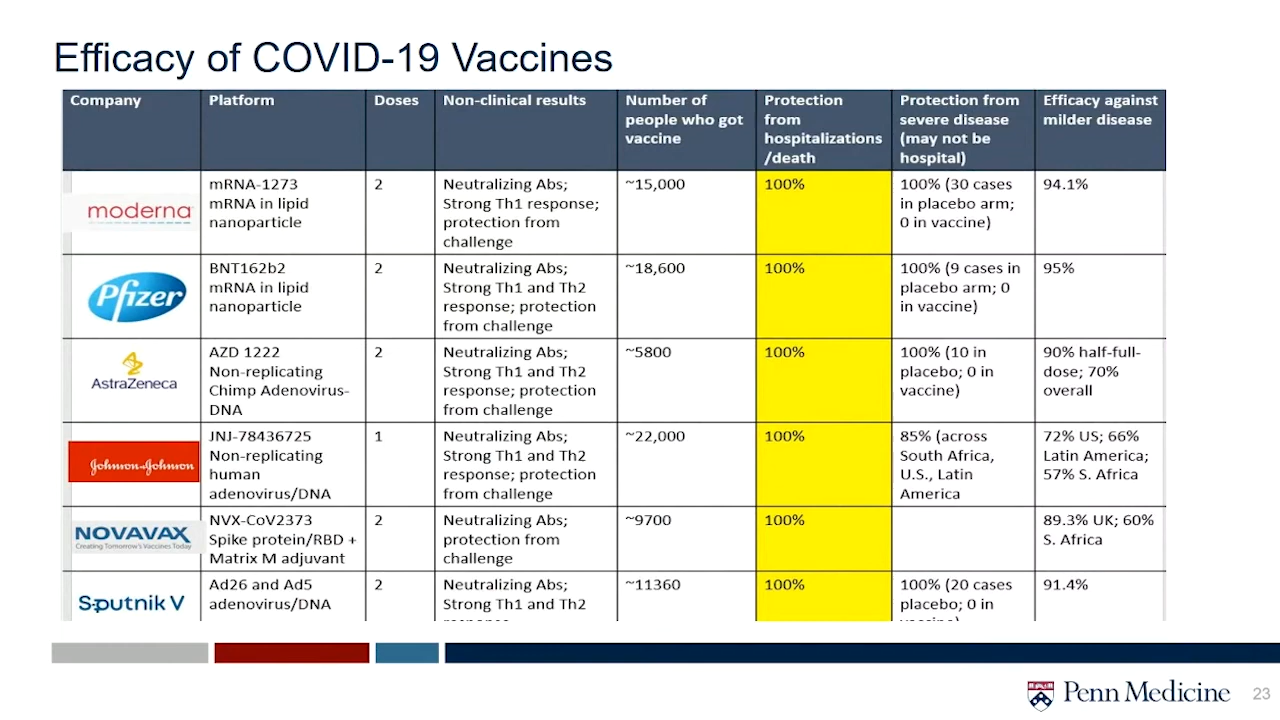 Efficacy of COVID-19 Vaccines
Company
Platform
Doses
Non-clinical results
Number of
people who got
vaccine
Protection
from
hospitalizations
/death
Protection from
severe disease
(may not be
hospital)
Efficacy against
milder disease
moderna
mRNA-1273
mRNA in lipid
nanoparticle
2
Neutralizing Abs;
Strong Th1 response;
protection from
challenge
~15,000
100%
100% (30 cases
in placebo arm;
0 in vaccine)
94.1%
Pfizer
BNT162b2
mRNA in lipid
nanoparticle
2
Neutralizing Abs;
Strong Th1 and Th2
response; protection
from challenge
~18,600
100%
100% (9 cases in
placebo arm; 0
in vaccine)
95%
AstraZeneca
AZD 1222
Non-replicating
Chimp Adenovirus-
DNA
2
Neutralizing Abs;
Strong Th1 and Th2
response; protection
from challenge
~5800
100%
100% (10 in
placebo; 0 in
vaccine)
90% half-full-
dose; 70%
overall
Johnson & Johnson
JNJ-78436725
Non-replicating
human
adenovirus/DNA
1
Neutralizing Abs;
Strong Th1 and Th2
response; protection
from challenge
~22,000
100%
85% (across
South Africa,
U.S., Latin
America
72% US; 66%
Latin America;
57% S. Africa
NOVAVAX
Creating Tomorrow's Vaccines Today
NVX-CoV2373
Spike protein/RBD +
Matrix M adjuvant
2
Neutralizing Abs;
protection from
challenge
~9700
100%
89.3% UK; 60%
S. Africa
Sputnik V
Ad26 and Ad5
adenovirus/DNA
2
Neutralizing Abs;
Strong Th1 and Th2
~11360
100%
100% (20 cases
placebo; 0 in
91.4%
Penn Medicine
23